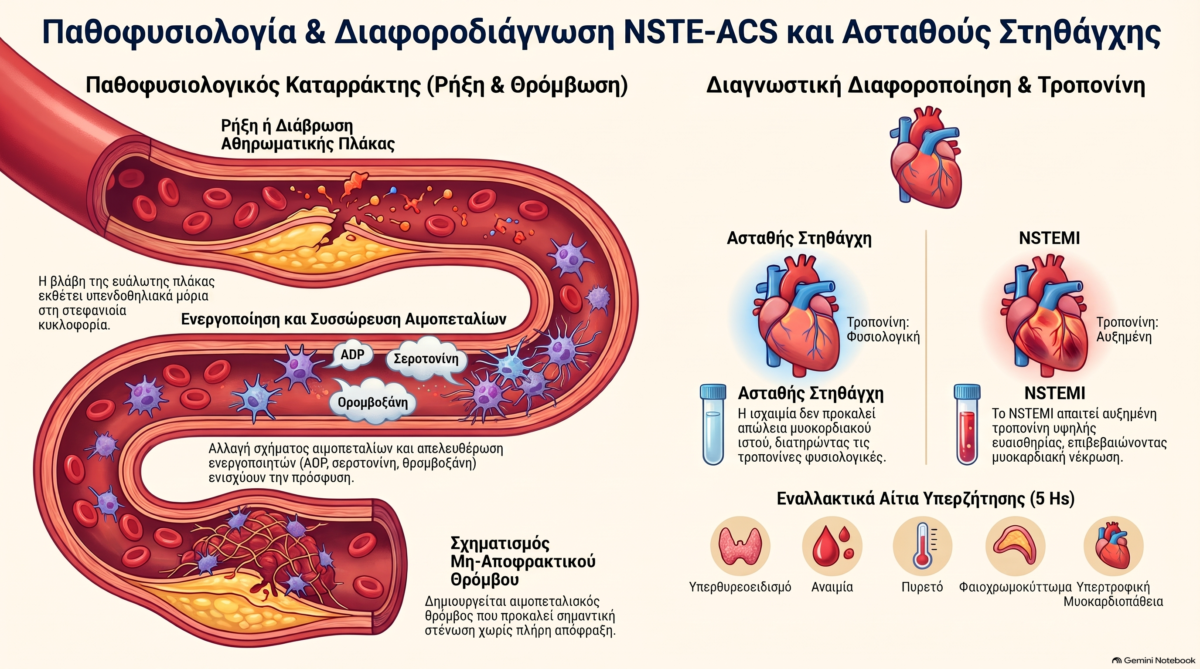 Παθοφυσιολογία & Διαφοροδιάγνωση NSTE-ACS και Ασταθούς Στηθάγχης
Παθοφυσιολογικός Καταρράκτης (Ρήξη & Θρόμβωση)
Ρήξη ή Διάβρωση
Αθηρωματικής Πλάκας
Η βλάβη της ευάλωτης πλάκας
εκθέτει υπενδοθηλιακά μόρια
στη στεφανιοία
κυκλοφορία.
Ενεργοποίηση και Συσσώρευση Αιμοπεταλίων
ADP
Σεροτονίνη
Θρομβοξάνη
Αλλαγή σχήματος αιμοπεταλίων και απελευθέρωση
ενεργοποιητών (ADP, σεροτονίνη, θρομβοξάνη)
ενισχύουν την πρόσφυση.
Σχηματισμός
Μη-Αποφρακτικού
Θρόμβου
Δημιουργείται αιμοπεταλισκός
θρόμβος που προκαλεί σημαντική
στένωση χωρίς πλήρη απόφραξη.
Διαγνωστική Διαφοροποίηση & Τροπονίνη
Ασταθής Στηθάγχη
Τροπονίνη:
Φυσιολογική
Ασταθής Στηθάγχη
Η ισχαιμία δεν προκαλεί
απώλεια μυοκαρδιακού
ιστού, διατηρώντας τις
τροπονίνες φυσιολογικές.
NSTEMI
Τροπονίνη:
Αυξημένη
NSTEMI
Το NSTEMI απαιτεί αυξημένη
τροπονίνη υψηλής
ευαισθηρίας, επιβεβαιώνοντας
μυοκαρδιακή νέκρωση.
Εναλλακτικά Αίτια Υπερζήτησης (5 Hs)
Υπερθυρεοειδισμό
Αναιμία
Πυρετό
Φαιοχρωμοκύττωμα
Υπερτροφική
Μυοκαρδιοπάθεια
Gemini Notebook